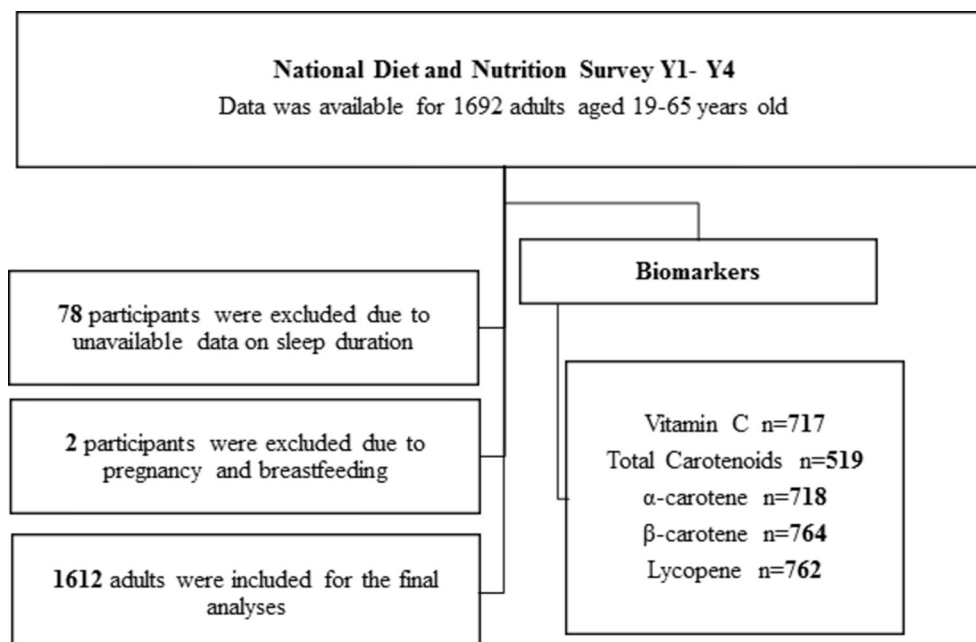 National Diet and Nutrition Survey Y1- Y4
Data was available for 1692 adults aged 19-65 years old
Biomarkers
78 participants were excluded due to
unavailable data on sleep duration
2 participants were excluded due to
pregnancy and breastfeeding
1612 adults were included for the final
analyses
Vitamin C n=717
Total Carotenoids n=519
α-carotene n=718
β-carotene n=764
Lycopene n=762